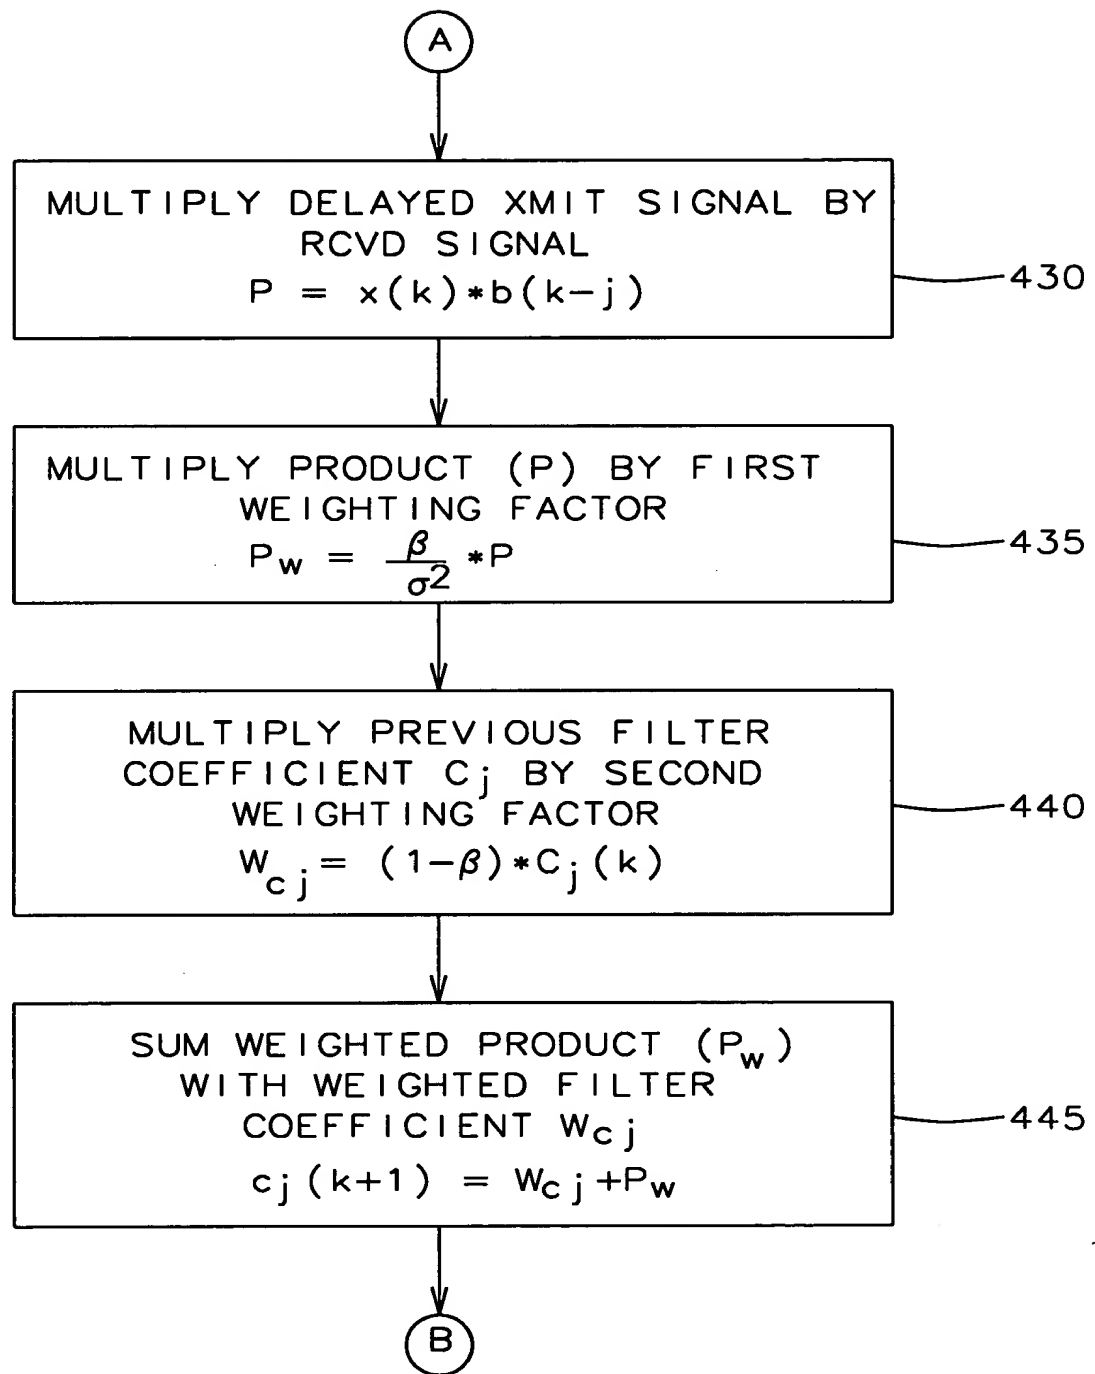 A
MULTIPLY DELAYED XMIT SIGNAL BY
RCVD SIGNAL
P = x(k)*b(k-j)
430
MULTIPLY PRODUCT (P) BY FIRST
WEIGHTING FACTOR
Pw = β/σ2 *P
435
MULTIPLY PREVIOUS FILTER
COEFFICIENT Cj BY SECOND
WEIGHTING FACTOR
Wcj = (1-β)*Cj(k)
440
SUM WEIGHTED PRODUCT (Pw)
WITH WEIGHTED FILTER
COEFFICIENT Wcj
cj(k+1) = Wcj+Pw
445
B